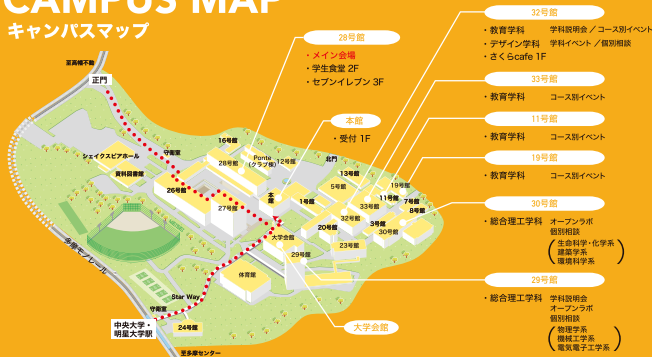 CAMPUS MAP
キャンパスマップ
28号館
・メイン会場
・学生食堂 2F
・セブンイレブン 3F
本館
・受付 1F
32号館
・教育学科 学科説明会／コース別イベント
・デザイン学科 学科イベント／個別相談
・さくらcafe 1F
33号館
・教育学科 コース別イベント
11号館
・教育学科 コース別イベント
19号館
・教育学科 コース別イベント
30号館
・総合理工学科 オープンラボ
個別相談
(生命科学・化学系
建築学系
環境科学系)
29号館
・総合理工学科 学科説明会
オープンラボ
個別相談
(物理学系
機械工学系
電気電子工学系)
大学会館
至高幡不動
正門
守衛室
シェイクスピアホール
資料図書館
16号館
28号館
Ponte
(クラブ棟)
12号館
北門
26号館
27号館
本館
1号館
13号館
5号館
19号館
11号館
7号館
33号館
8号館
32号館
3号館
20号館
30号館
23号館
大学会館
29号館
体育館
多摩モノレール
Star Way
守衛室
24号館
中央大学・
明星大学駅
至多摩センター